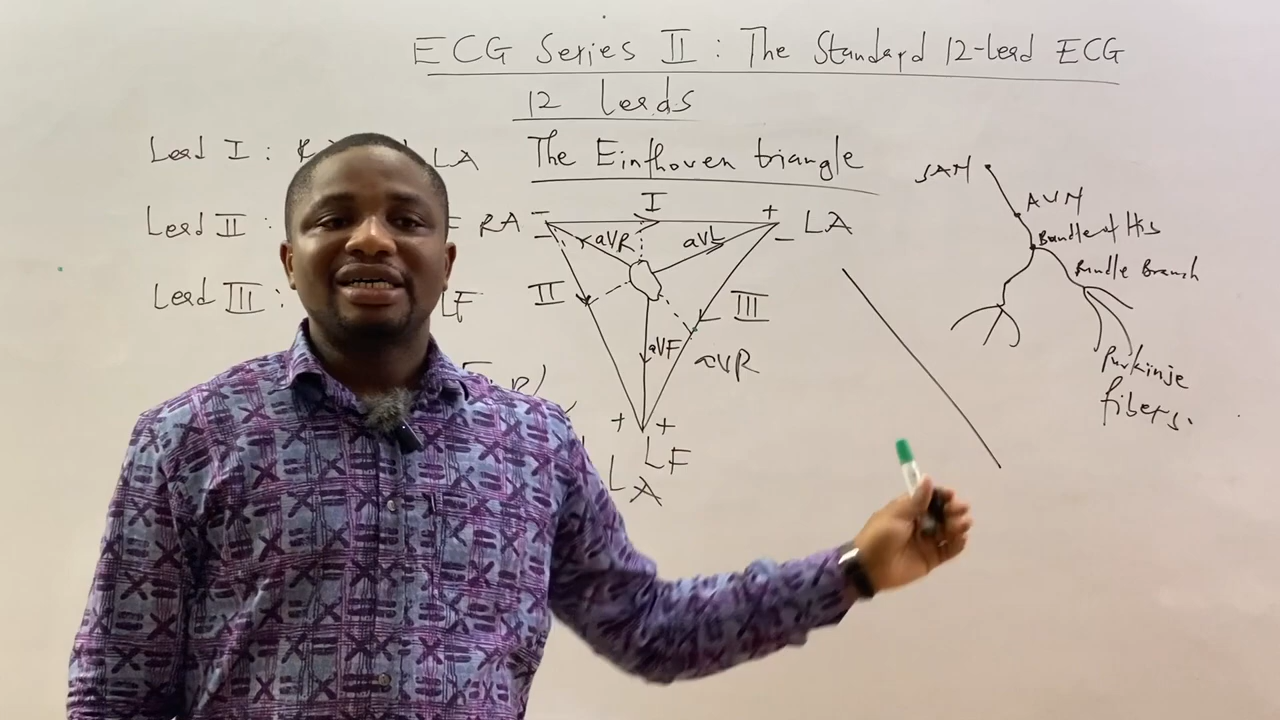 ECG Series II : The Standard 12-lead ECG
12 leads
The Einthoven triangle
Lead I : LA
Lead II : RA
Lead III : LF
I
- + LA
- -
aVR aVL
II III
aVF aVR
+ +
LF
LA
SAN
AVN
Bundle of His
Bundle Branch
Purkinje
fibers.